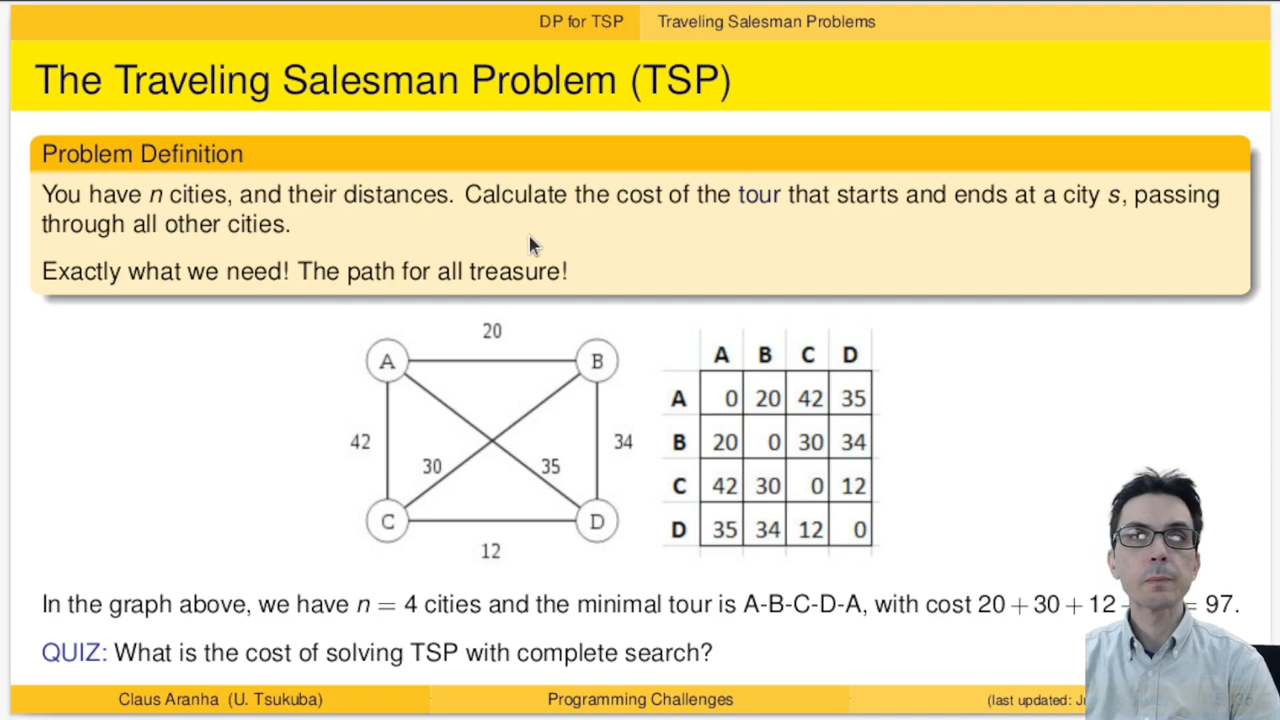 DP for TSP Traveling Salesman Problems
The Traveling Salesman Problem (TSP)
Problem Definition
You have n cities, and their distances. Calculate the cost of the tour that starts and ends at a city s, passing
through all other cities.
Exactly what we need! The path for all treasure!
20
A B
42 30 35 34
C D
12
A B C D
A 0 20 42 35
B 20 0 30 34
C 42 30 0 12
D 35 34 12 0
In the graph above, we have n = 4 cities and the minimal tour is A-B-C-D-A, with cost 20 + 30 + 12 = 97.
QUIZ: What is the cost of solving TSP with complete search?
Claus Aranha (U. Tsukuba) Programming Challenges (last updated: